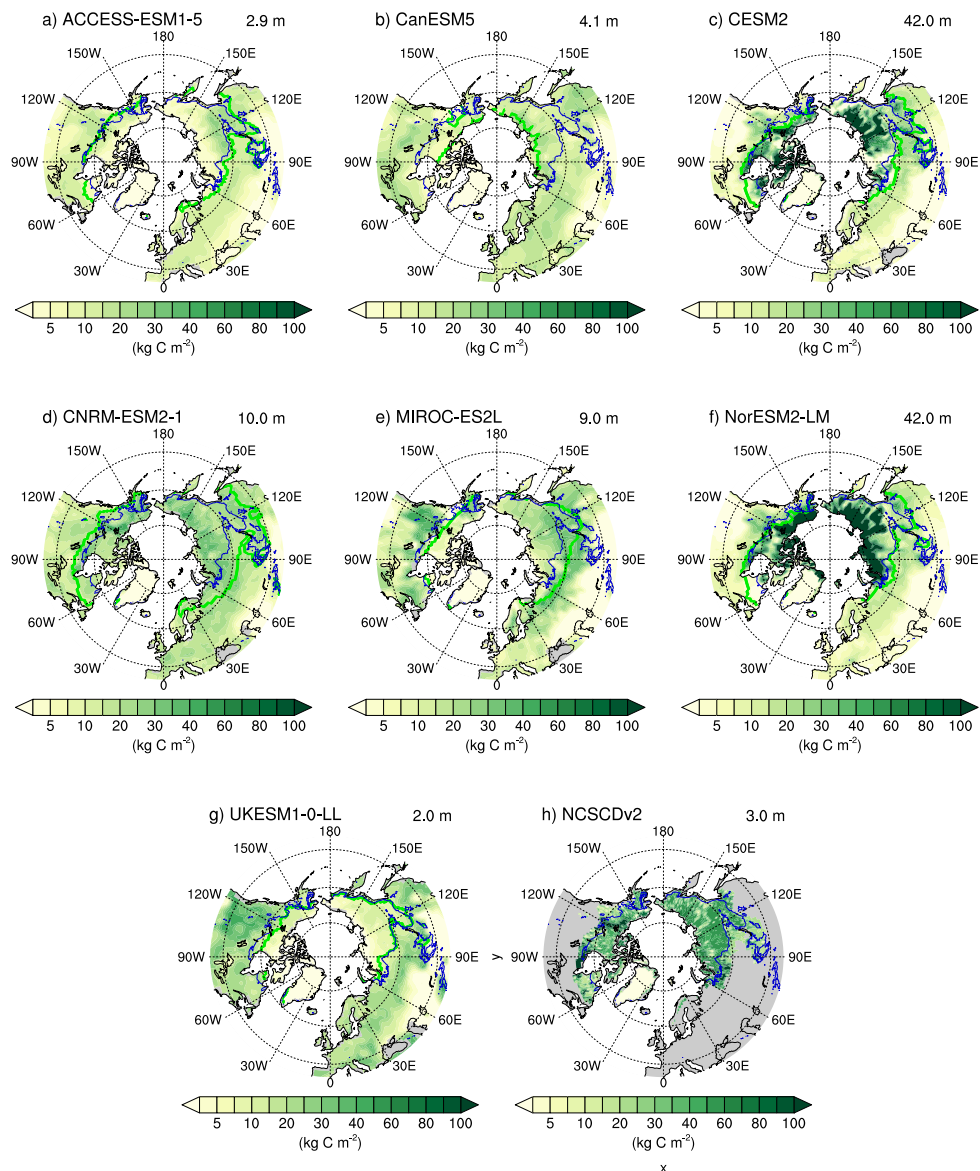 a) ACCESS-ESM1-5 2.9 m
180
150W 150E
120W 120E
90W 90E
60W 60E
30W 30E
0
5 10 20 30 40 60 80 100
(kg C m⁻²)
b) CanESM5 4.1 m
180
150W 150E
120W 120E
90W 90E
60W 60E
30W 30E
0
5 10 20 30 40 60 80 100
(kg C m⁻²)
c) CESM2 42.0 m
180
150W 150E
120W 120E
90W 90E
60W 60E
30W 30E
0
5 10 20 30 40 60 80 100
(kg C m⁻²)
d) CNRM-ESM2-1 10.0 m
180
150W 150E
120W 120E
90W 90E
60W 60E
30W 30E
0
5 10 20 30 40 60 80 100
(kg C m⁻²)
e) MIROC-ES2L 9.0 m
180
150W 150E
120W 120E
90W 90E
60W 60E
30W 30E
0
5 10 20 30 40 60 80 100
(kg C m⁻²)
f) NorESM2-LM 42.0 m
180
150W 150E
120W 120E
90W 90E
60W 60E
30W 30E
0
5 10 20 30 40 60 80 100
(kg C m⁻²)
g) UKESM1-0-LL 2.0 m
180
150W 150E
120W 120E
90W 90E
60W 60E
30W 30E
0
5 10 20 30 40 60 80 100
(kg C m⁻²)
h) NCSCDv2 3.0 m
180
150W 150E
120W 120E
y 90W 90E
60W 60E
30W 30E
0
5 10 20 30 40 60 80 100
(kg C m⁻²)
x